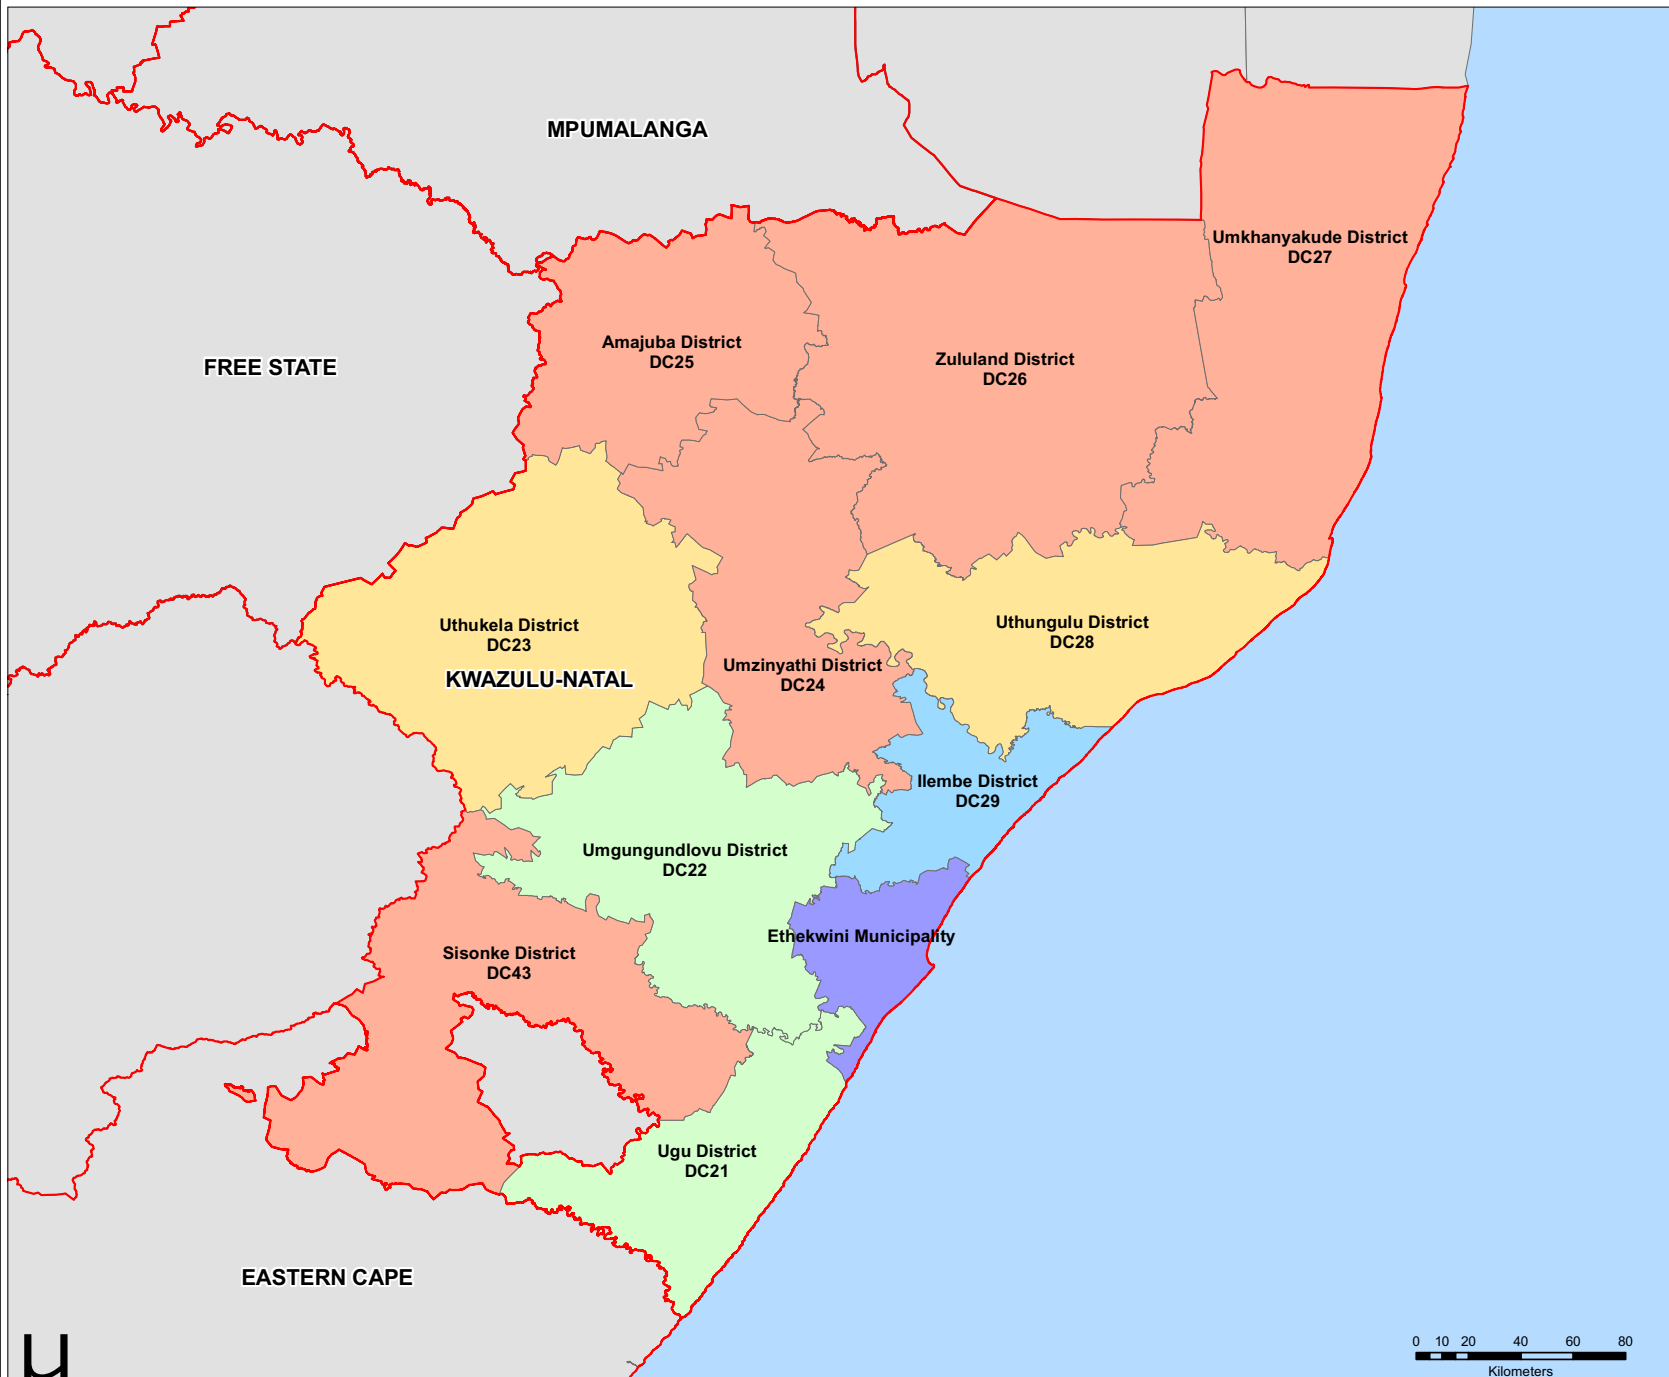 MPUMALANGA
Umkhanyakude District
DC27
Amajuba District
DC25
Zululand District
DC26
FREE STATE
Uthukela District
DC23
Uthungulu District
DC28
KWAZULU-NATAL
Umzinyathi District
DC24
Ilembe District
DC29
Umgungundlovu District
DC22
Ethekwini Municipality
Sisonke District
DC43
Ugu District
DC21
EASTERN CAPE
u
0 10 20 40 60 80
Kilometers